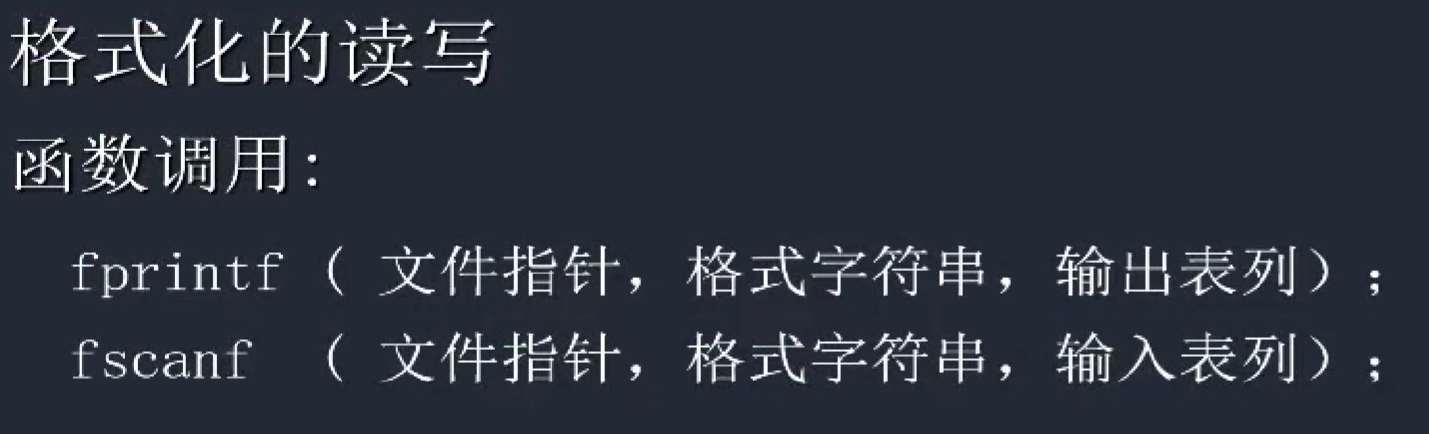 格式化的读写
函数调用:
fprintf ( 文件指针，格式字符串，输出表列）;
fscanf ( 文件指针，格式字符串，输入表列）;